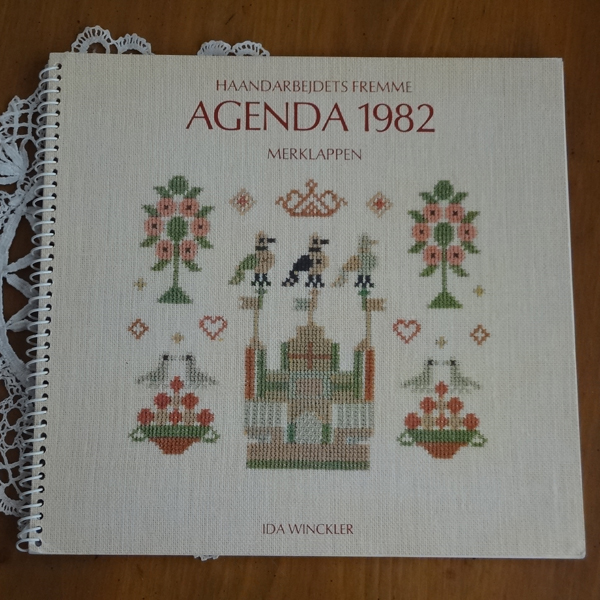 HAANDARBEJDETS FREMME
AGENDA 1982
MERKLAPPEN
IDA WINCKLER